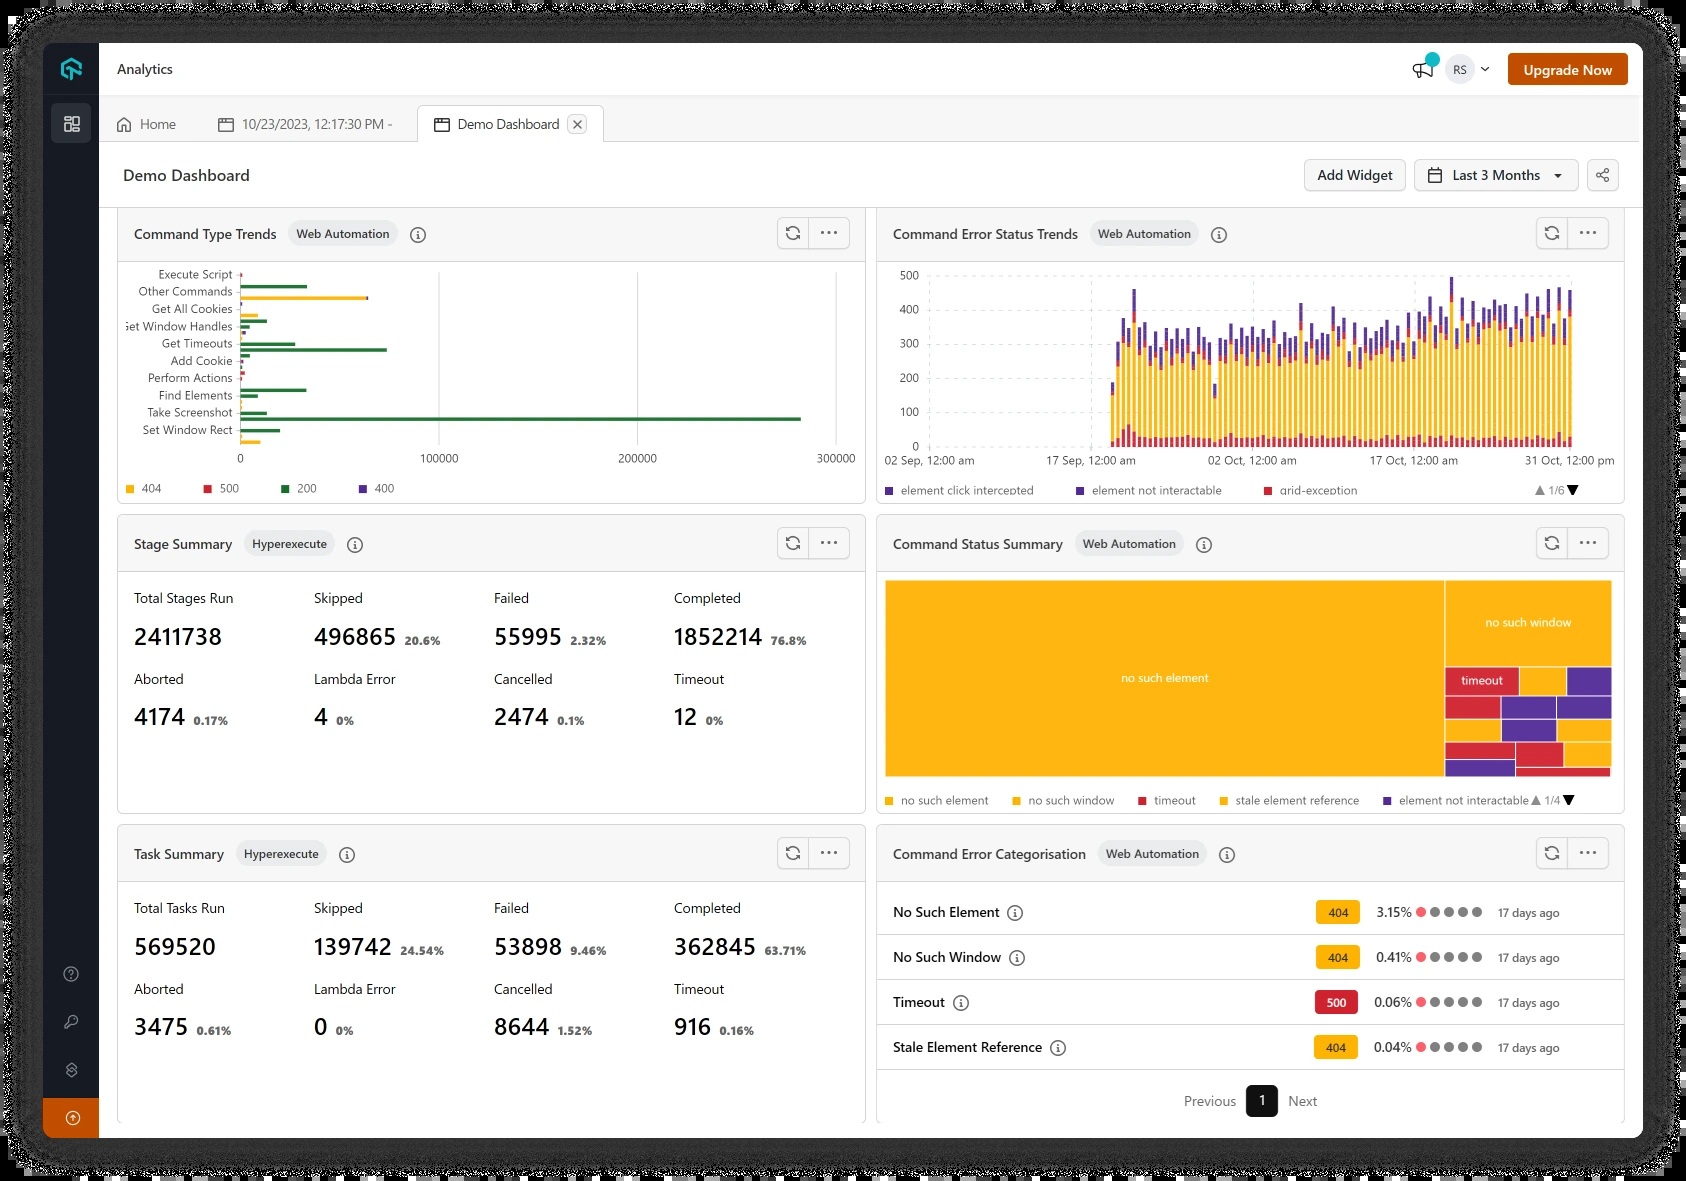 Analytics
RS
Upgrade Now
Home
10/23/2023, 12:17:30 PM -
Demo Dashboard
Demo Dashboard
Add Widget
Last 3 Months
Command Type Trends
Web Automation
Execute Script
Other Commands
Get All Cookies
et Window Handles
Get Timeouts
Add Cookie
Perform Actions
Find Elements
Take Screenshot
Set Window Rect
0 100000 200000 300000
404 500 200 400
Command Error Status Trends
Web Automation
500
400
300
200
100
0
02 Sep, 12:00 am 17 Sep, 12:00 am 02 Oct, 12:00 am 17 Oct, 12:00 am 31 Oct, 12:00 pm
element click intercepted element not interactable grid-exception 1/6
Stage Summary
Hyperexecute
Total Stages Run Skipped Failed Completed
2411738 496865 20.6% 55995 2.32% 1852214 76.8%
Aborted Lambda Error Cancelled Timeout
4174 0.17% 4 0% 2474 0.1% 12 0%
Command Status Summary
Web Automation
no such element
no such window
timeout
no such element no such window timeout stale element reference element not interactable 1/4
Task Summary
Hyperexecute
Total Tasks Run Skipped Failed Completed
569520 139742 24.54% 53898 9.46% 362845 63.71%
Aborted Lambda Error Cancelled Timeout
3475 0.61% 0 0% 8644 1.52% 916 0.16%
Command Error Categorisation
Web Automation
No Such Element 404 3.15% 17 days ago
No Such Window 404 0.41% 17 days ago
Timeout 500 0.06% 17 days ago
Stale Element Reference 404 0.04% 17 days ago
Previous 1 Next